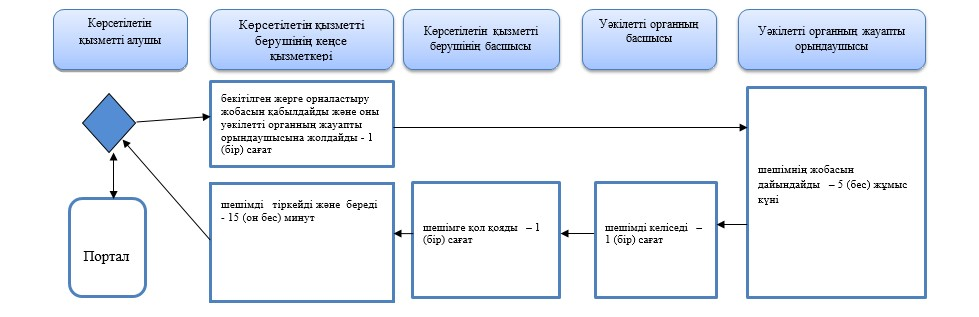 Көрсетілетін
қызметті алушы
Көрсетілетін қызметті
берушінің кеңсе
қызметкері
Көрсетілетін қызметті
берушінің басшысы
Уәкілетті органның
басшысы
Уәкілетті органның жауапты
орындаушысы
бекітілген жерге орналастыру
жобасын қабылдайды және оны
уәкілетті органның жауапты
орындаушысына жолдайды - 1
(бір) сағат
шешімнің жобасын
дайындайды – 5 (бес) жұмыс
күні
шешімді келіседі –
1 (бір) сағат
шешімге қол қояды – 1
(бір) сағат
шешімді тіркейді және береді
- 15 (он бес) минут
Портал